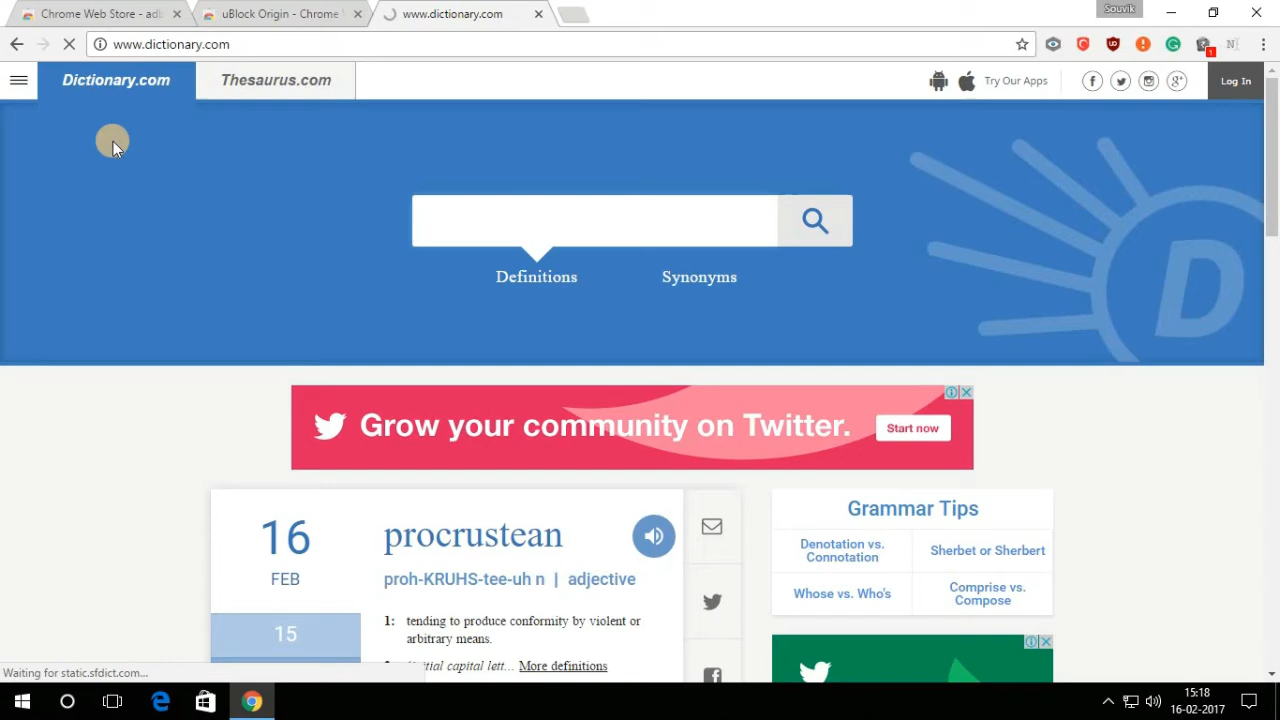 Chrome Web Store - adb
uBlock Origin - Chrome
www.dictionary.com
Souvik
www.dictionary.com
1
Dictionary.com
Thesaurus.com
Try Our Apps
Log In
D
Definitions
Synonyms
Grow your community on Twitter.
Start now
16
FEB
15
procrustean
proh-KRUHS-tee-uh n | adjective
1: tending to produce conformity by violent or
arbitrary means.
capital lett... More definitions
Grammar Tips
Denotation vs.
Connotation
Sherbet or Sherbert
Whose vs. Who's
Comprise vs.
Compose
Waiting for static.sfdict.com...
15:18
16-02-2017